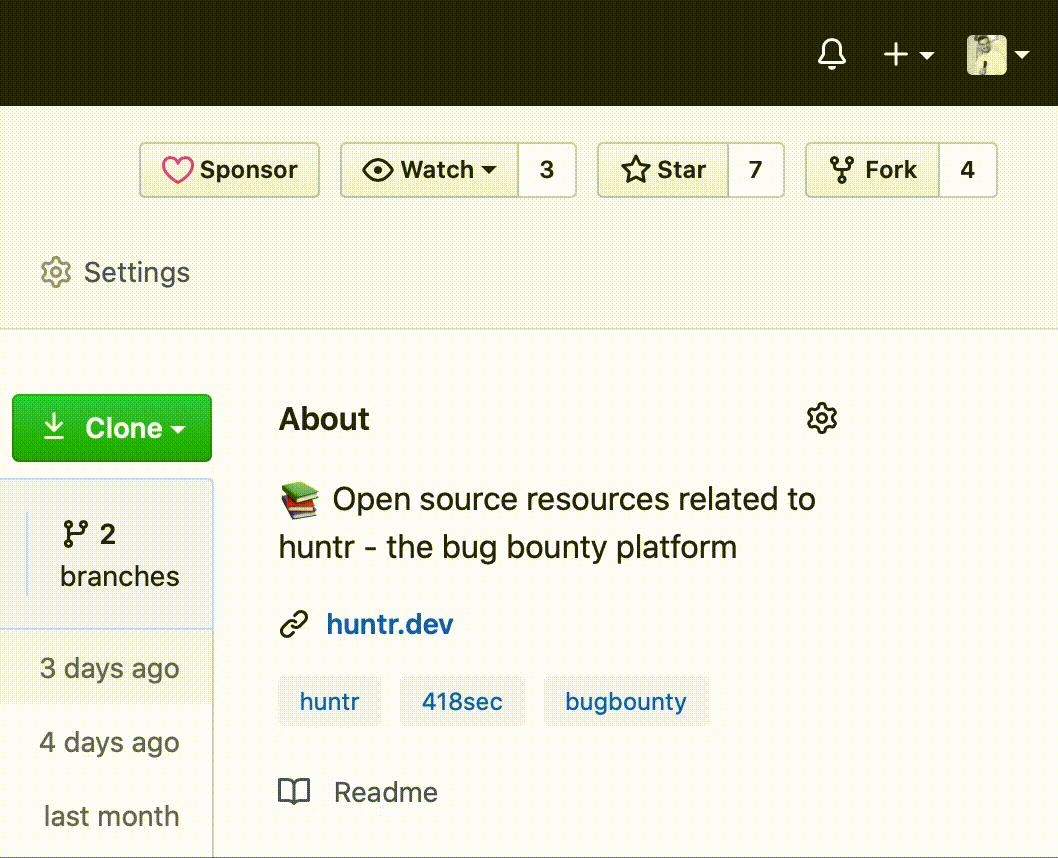 Sponsor Watch 3 Star 7 Fork 4
Settings
Clone
2
branches
3 days ago
4 days ago
last month
About
Open source resources related to
huntr - the bug bounty platform
huntr.dev
huntr 418sec bugbounty
Readme